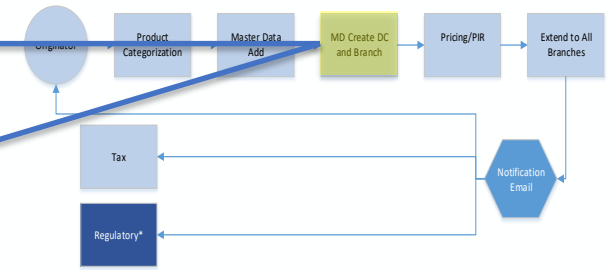 Originator
Product
Categorization
Master Data
Add
MD Create DC
and Branch
Pricing/PIR
Extend to All
Branches
Tax
Notification
Email
Regulatory*